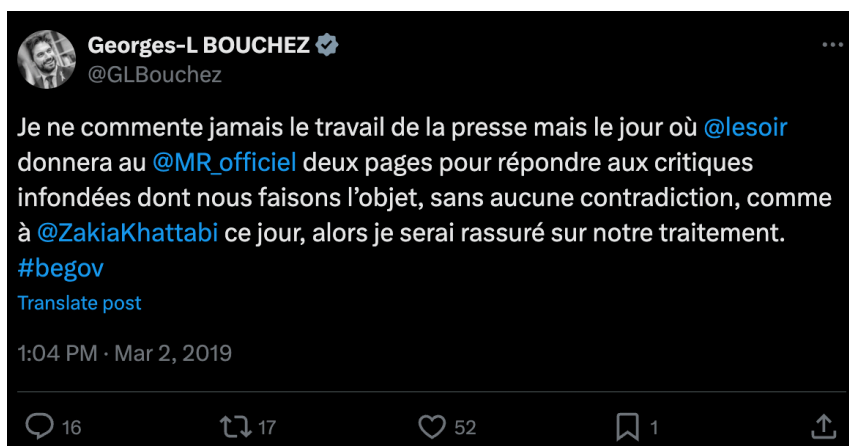 Georges-L BOUCHEZ
@GLBouchez
Je ne commente jamais le travail de la presse mais le jour où @lesoir
donnera au @MR_officiel deux pages pour répondre aux critiques
infondées dont nous faisons l’objet, sans aucune contradiction, comme
à @ZakiaKhattabi ce jour, alors je serai rassuré sur notre traitement.
#begov
Translate post
1:04 PM · Mar 2, 2019
16 17 52 1